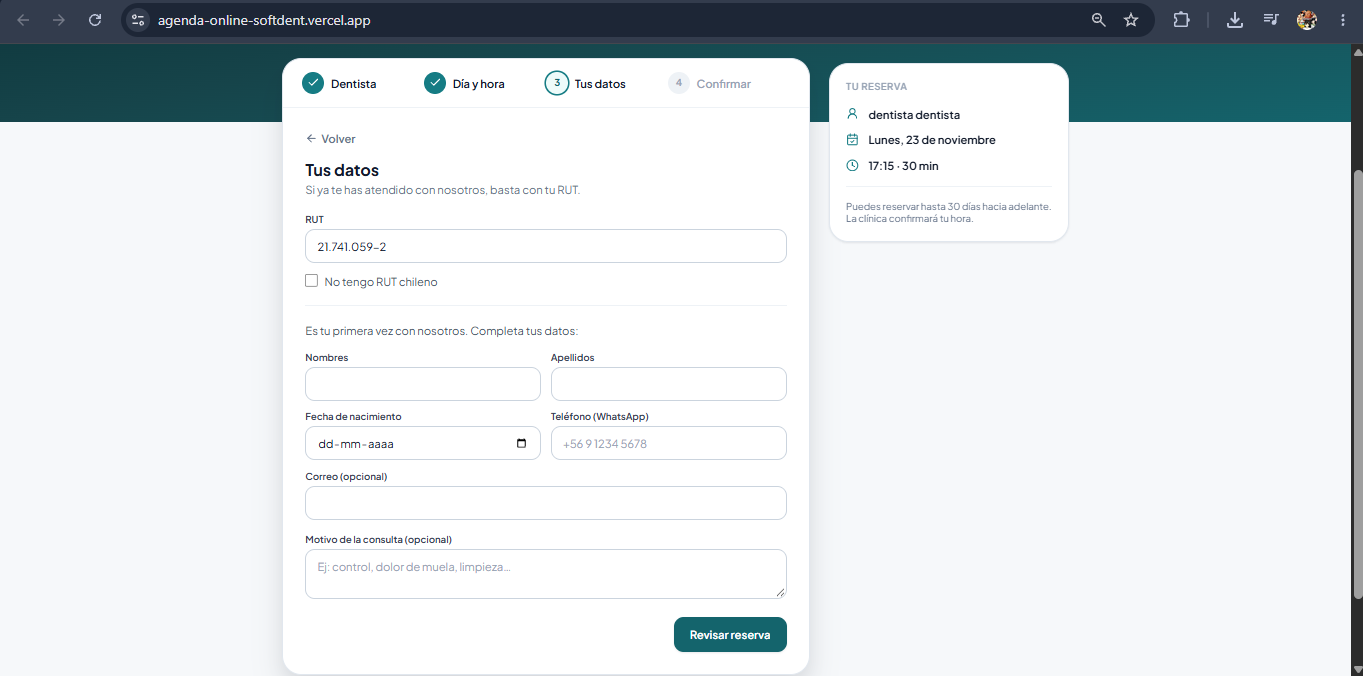 agenda-online-softdent.vercel.app
Dentista
Día y hora
3 Tus datos
4 Confirmar
← Volver
Tus datos
Si ya te has atendido con nosotros, basta con tu RUT.
RUT
21.741.059-2
No tengo RUT chileno
Es tu primera vez con nosotros. Completa tus datos:
Nombres
Apellidos
Fecha de nacimiento
Teléfono (WhatsApp)
dd-mm-aaaa
+56 9 1234 5678
Correo (opcional)
Motivo de la consulta (opcional)
Ej: control, dolor de muela, limpieza...
Revisar reserva
TU RESERVA
dentista dentista
Lunes, 23 de noviembre
17:15 · 30 min
Puedes reservar hasta 30 días hacia adelante.
La clínica confirmará tu hora.